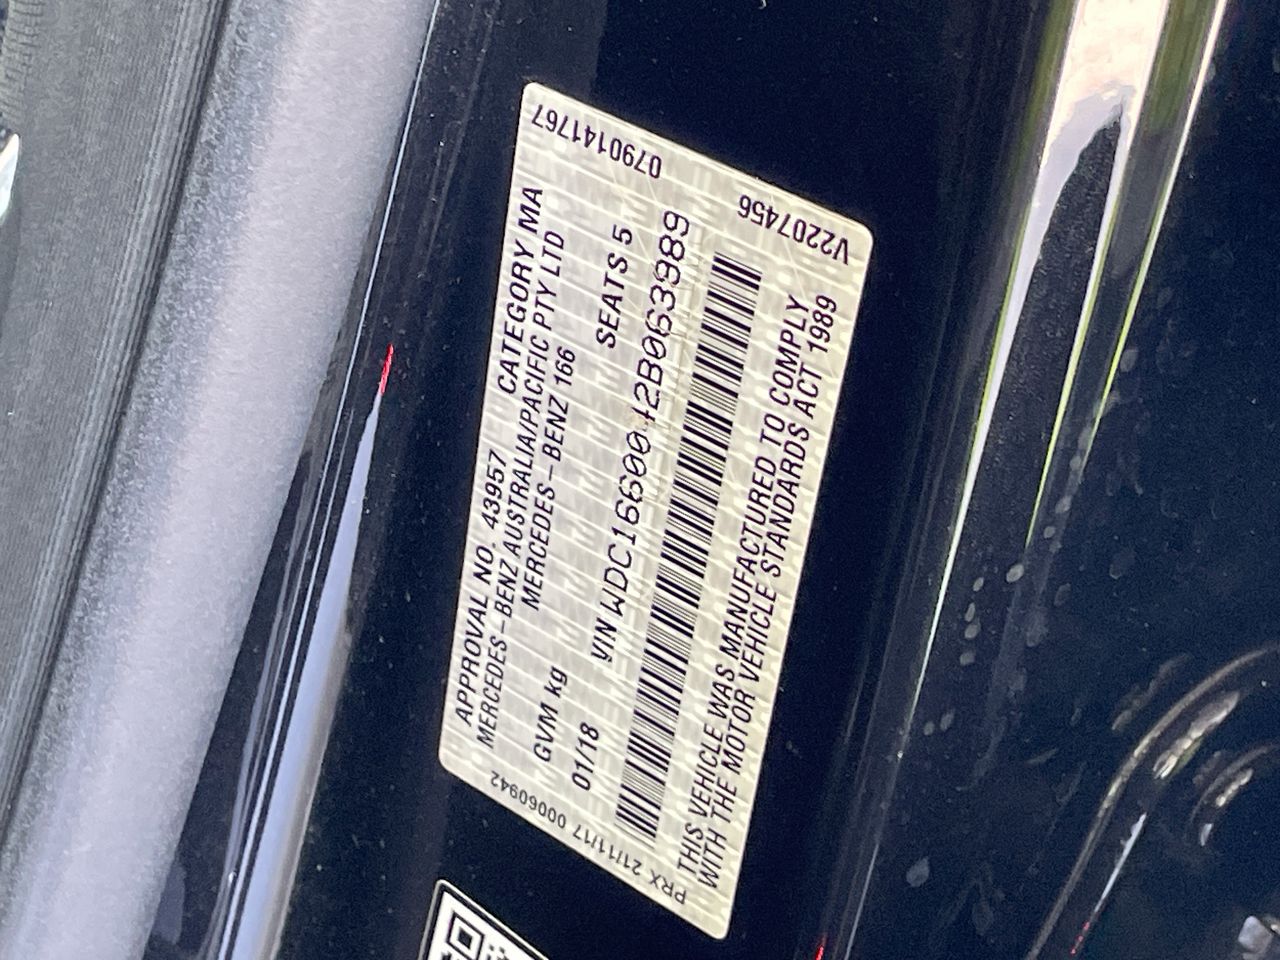 APPROVAL NO. 43957 CATEGORY MA
MERCEDES-BENZ AUSTRALIA/PACIFIC PTY LTD
MERCEDES-BENZ 166
GVM kg SEATS 5
01/18
VIN WDC1660042B063989
THIS VEHICLE WAS MANUFACTURED TO COMPLY
WITH THE MOTOR VEHICLE STANDARDS ACT 1989
0790141767
V2207456
PRX 21/11/17 00060942